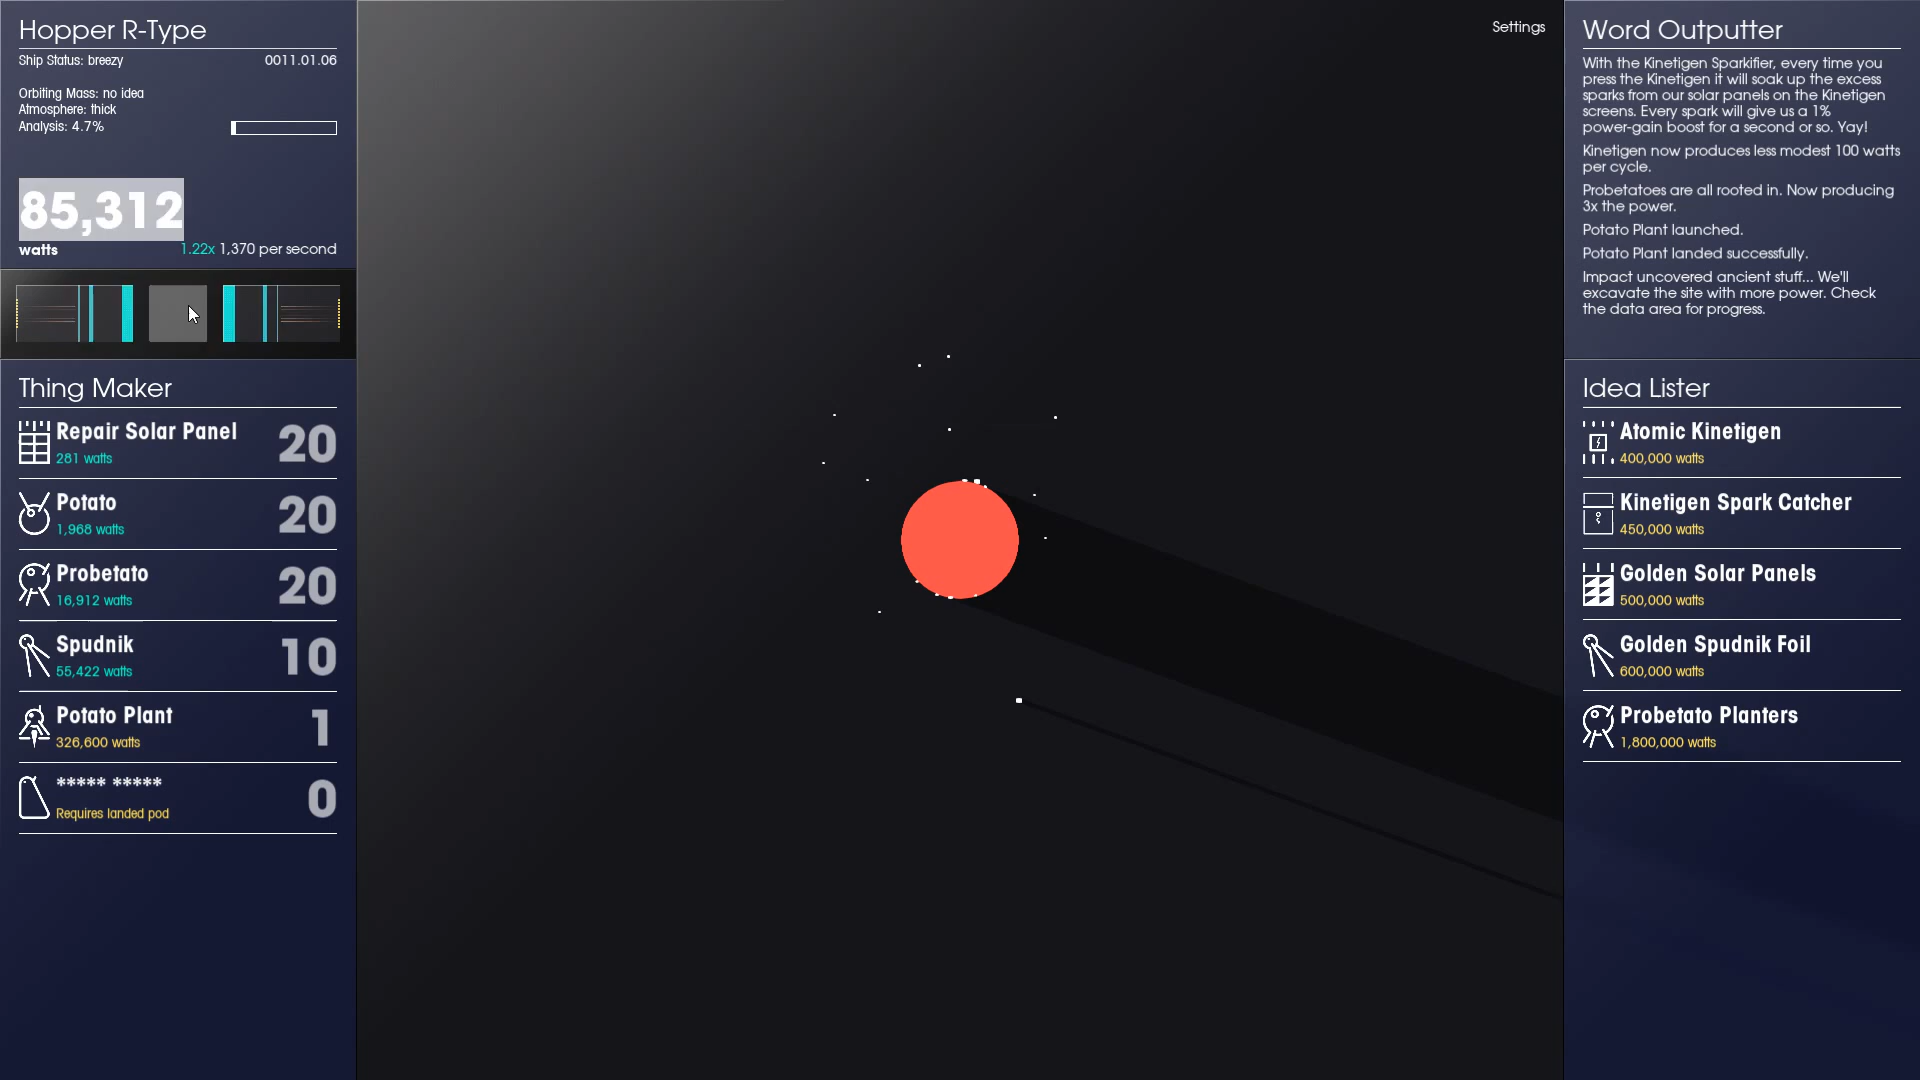 Hopper R-Type
Ship Status: breezy 0011.01.06
Orbiting Mass: no idea
Atmosphere: thick
Analysis: 4.7%
85,312
watts 1.22x 1,370 per second
Thing Maker
Repair Solar Panel 20
281 watts
Potato 20
1,968 watts
Probetato 20
16,912 watts
Spudnik 10
55,422 watts
Potato Plant 1
326,600 watts
***** ***** 0
Requires landed pod
Settings
Word Outputter
With the Kinetigen Sparkifier, every time you
press the Kinetigen it will soak up the excess
sparks from our solar panels on the Kinetigen
screens. Every spark will give us a 1%
power-gain boost for a second or so. Yay!
Kinetigen now produces less modest 100 watts
per cycle.
Probetatoes are all rooted in. Now producing
3x the power.
Potato Plant launched.
Potato Plant landed successfully.
Impact uncovered ancient stuff... We'll
excavate the site with more power. Check
the data area for progress.
Idea Lister
Atomic Kinetigen
400,000 watts
Kinetigen Spark Catcher
450,000 watts
Golden Solar Panels
500,000 watts
Golden Spudnik Foil
600,000 watts
Probetato Planters
1,800,000 watts